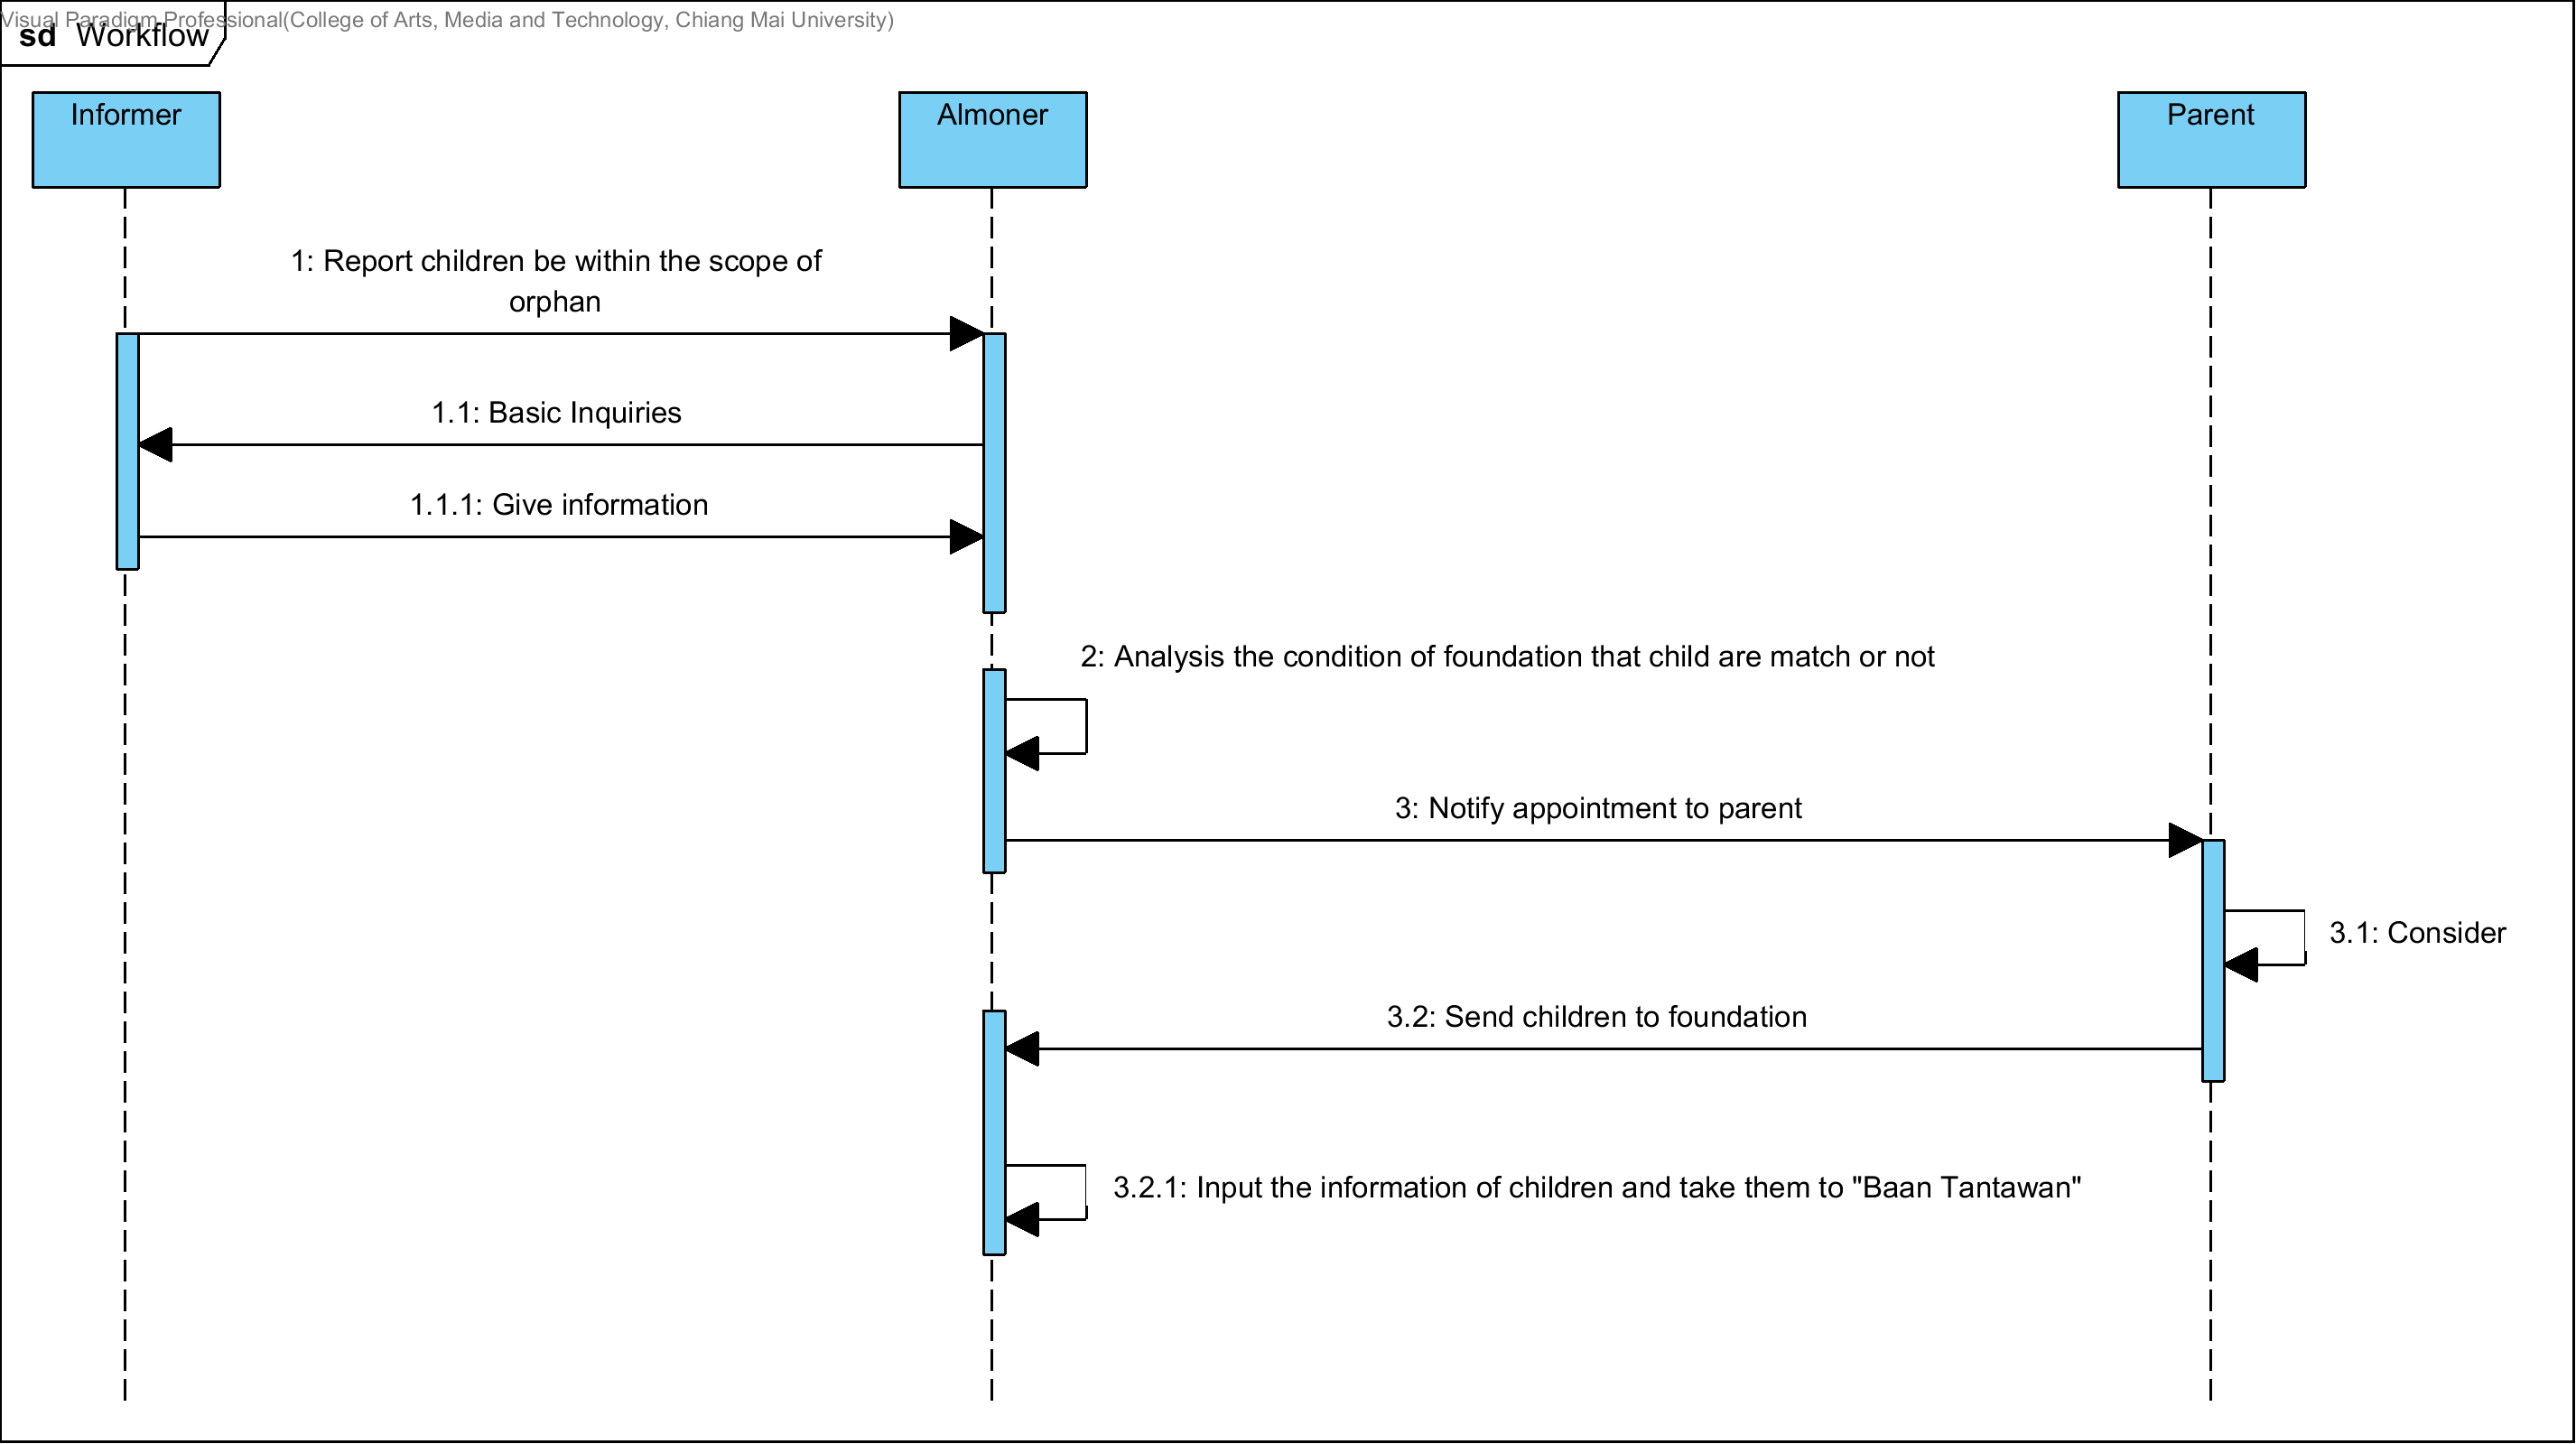 Visual Paradigm Professional(College of Arts, Media and Technology, Chiang Mai University)
sd Workflow
Informer
Almoner
Parent
1: Report children be within the scope of
orphan
1.1: Basic Inquiries
1.1.1: Give information
2: Analysis the condition of foundation that child are match or not
3: Notify appointment to parent
3.1: Consider
3.2: Send children to foundation
3.2.1: Input the information of children and take them to "Baan Tantawan"